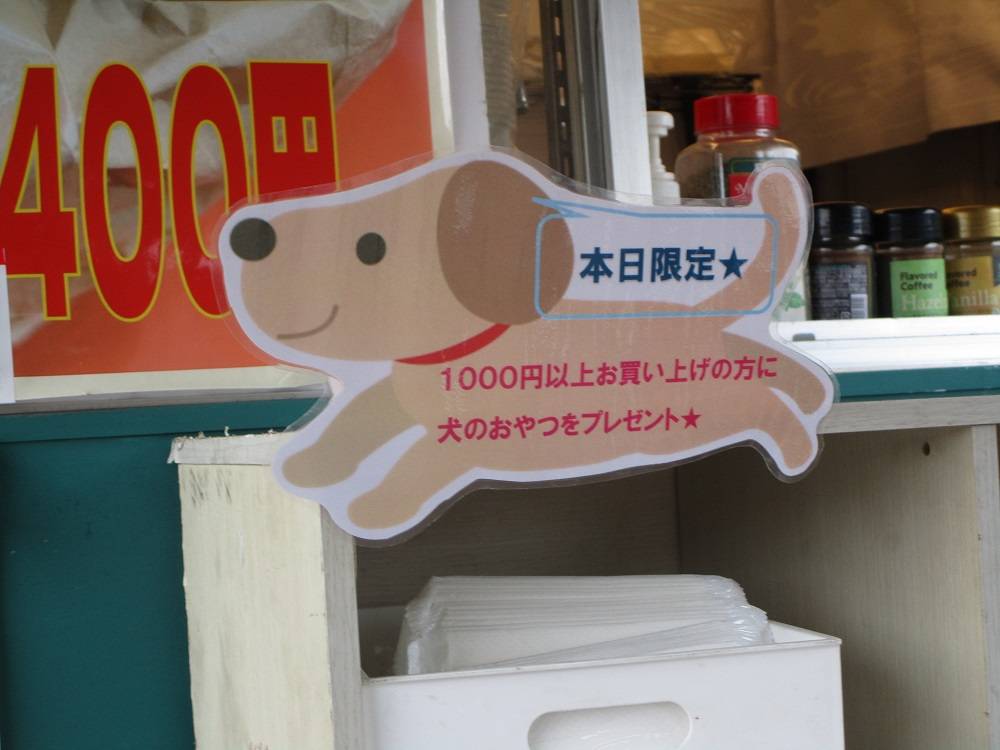 400円
本日限定★
1000円以上お買い上げの方に
犬のおやつをプレゼント★
Flavored
Coffee
Haze
vored
Coffee
anilla